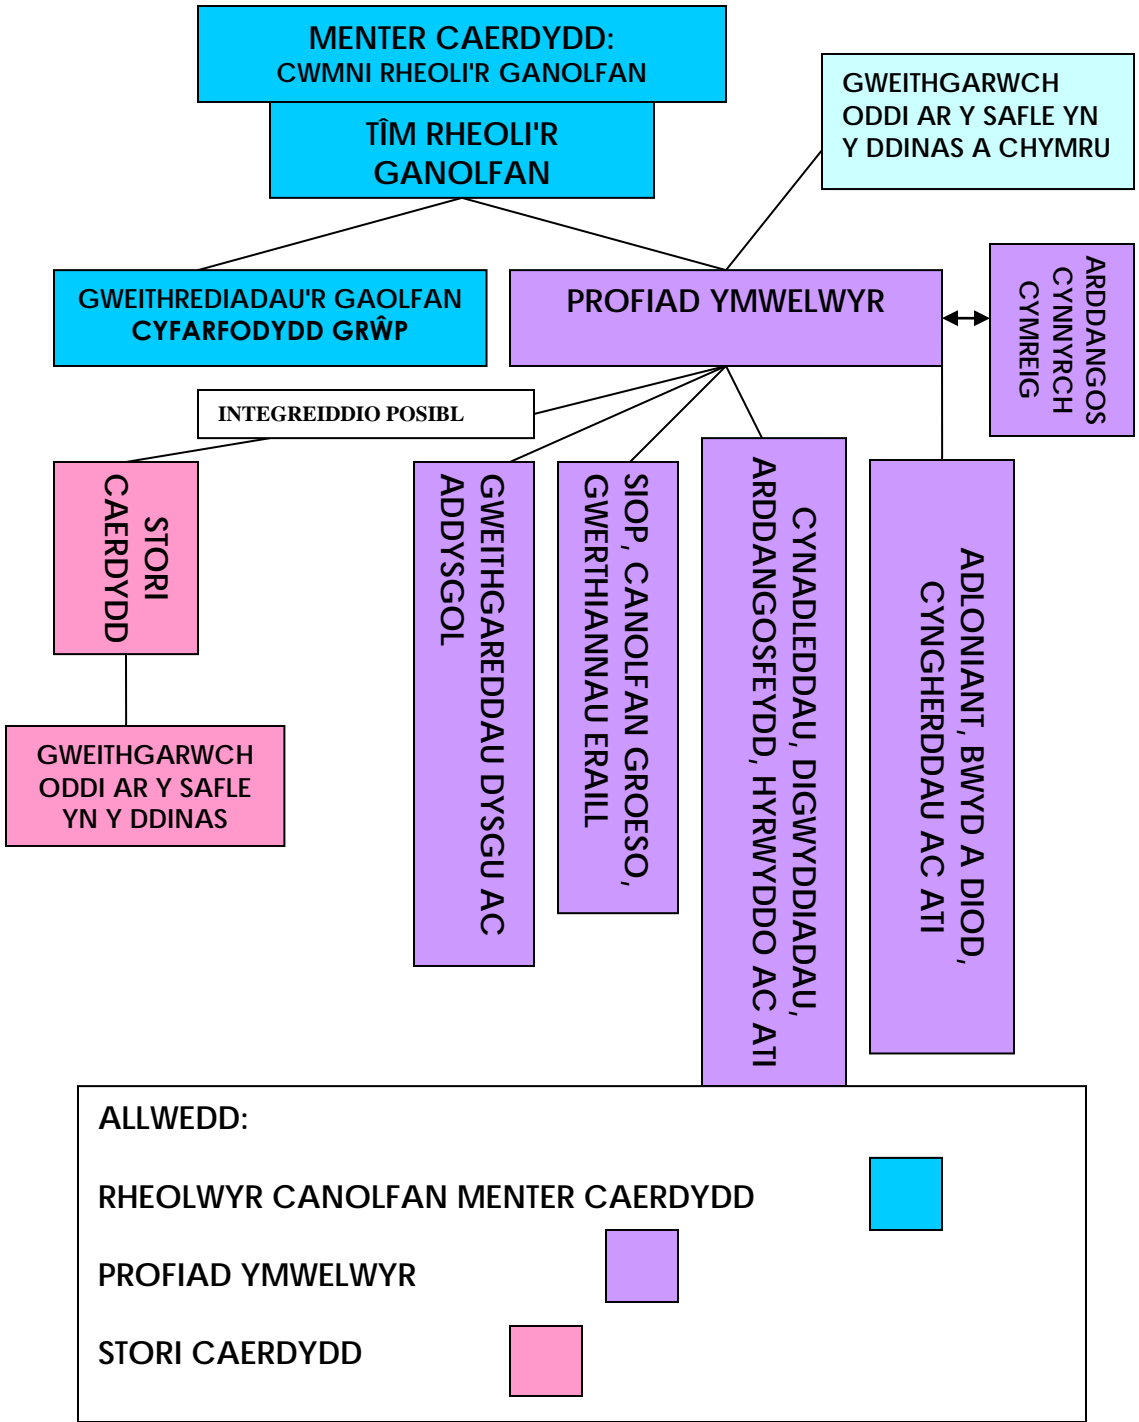 MENTER CAERDYDD:
CWMNI RHEOLI'R GANOLFAN
TÎM RHEOLI'R
GANOLFAN
GWEITHGARWCH
ODDI AR Y SAFLE YN
Y DDINAS A CHYMRU
GWEITHREDIADAU'R GAOLFAN
CYFARFODYDD GRŴP
PROFIAD YMWELWYR
ARDDANGOS
CYNNYRCH
CYMREIG
INTEGREIDDIO POSIBL
STORI
CAERDYDD
GWEITHGAREDDAU DYSGU AC
ADDYSGOL
SIOP, CANOLFAN GROESO,
GWERTHIANNAU ERAILL
CYNADLEDDAU, DIGWYDDIADAU,
ARDDANGOSFEYDD, HYRWYDDO AC ATI
ADLONIANT, BWYD A DIOD,
CYNGHERDDAU AC ATI
GWEITHGARWCH
ODDI AR Y SAFLE
YN Y DDINAS
ALLWEDD:
RHEOLWYR CANOLFAN MENTER CAERDYDD
PROFIAD YMWELWYR
STORI CAERDYDD